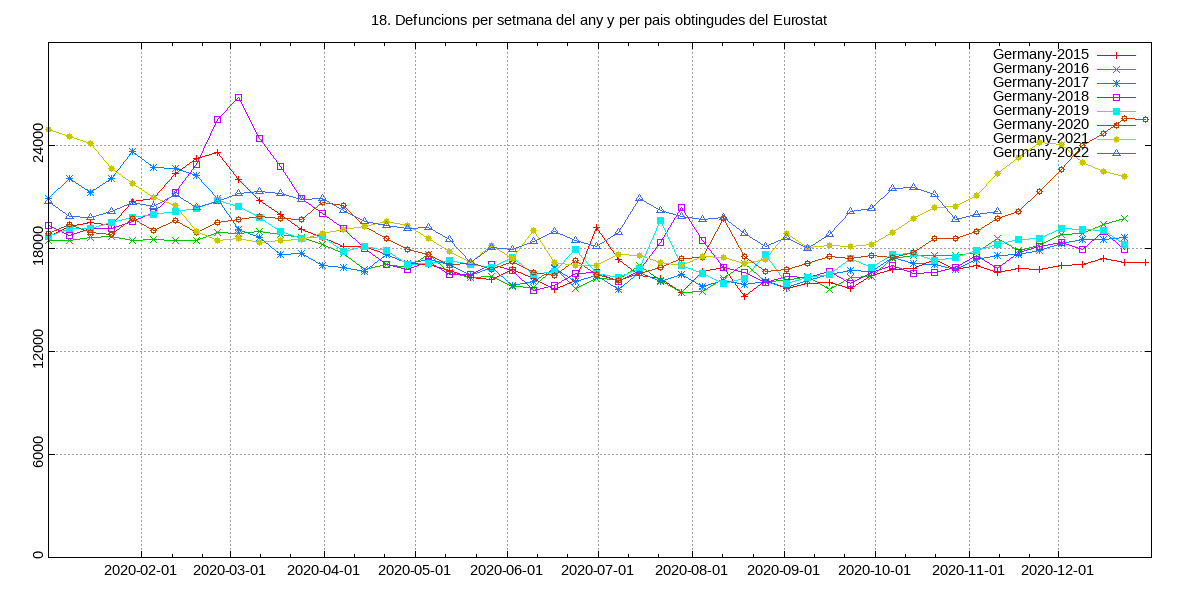 18. Defuncions per setmana del any y per pais obtingudes del Eurostat
Germany-2015
Germany-2016
Germany-2017
Germany-2018
Germany-2019
Germany-2020
Germany-2021
Germany-2022
24000
18000
12000
6000
0
2020-02-01 2020-03-01 2020-04-01 2020-05-01 2020-06-01 2020-07-01 2020-08-01 2020-09-01 2020-10-01 2020-11-01 2020-12-01